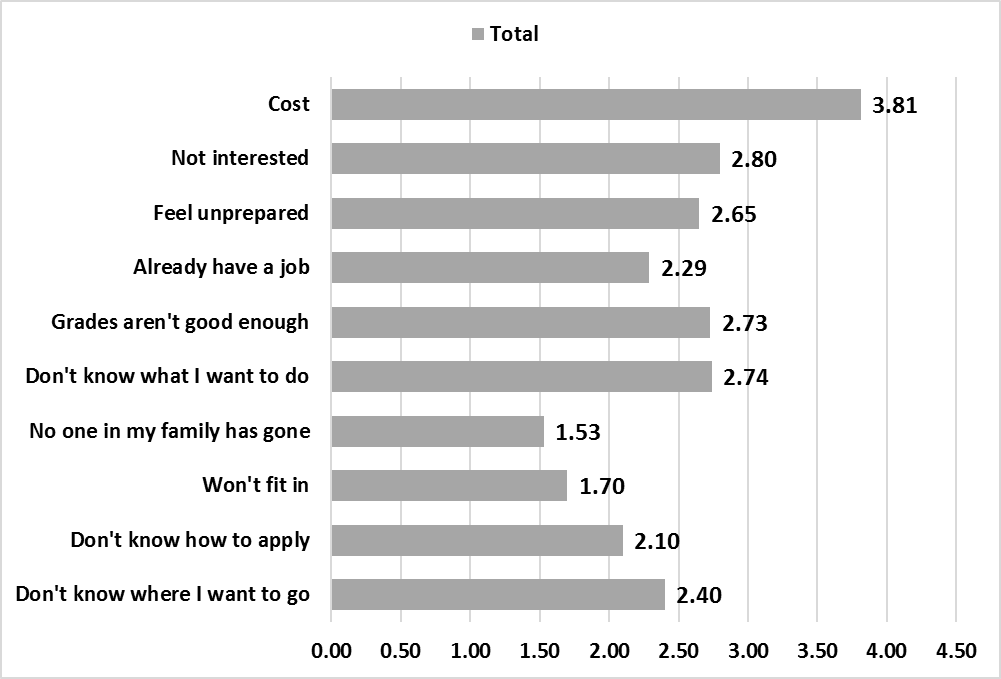 Total
Cost 3.81
Not interested 2.80
Feel unprepared 2.65
Already have a job 2.29
Grades aren't good enough 2.73
Don't know what I want to do 2.74
No one in my family has gone 1.53
Won't fit in 1.70
Don't know how to apply 2.10
Don't know where I want to go 2.40
0.00 0.50 1.00 1.50 2.00 2.50 3.00 3.50 4.00 4.50